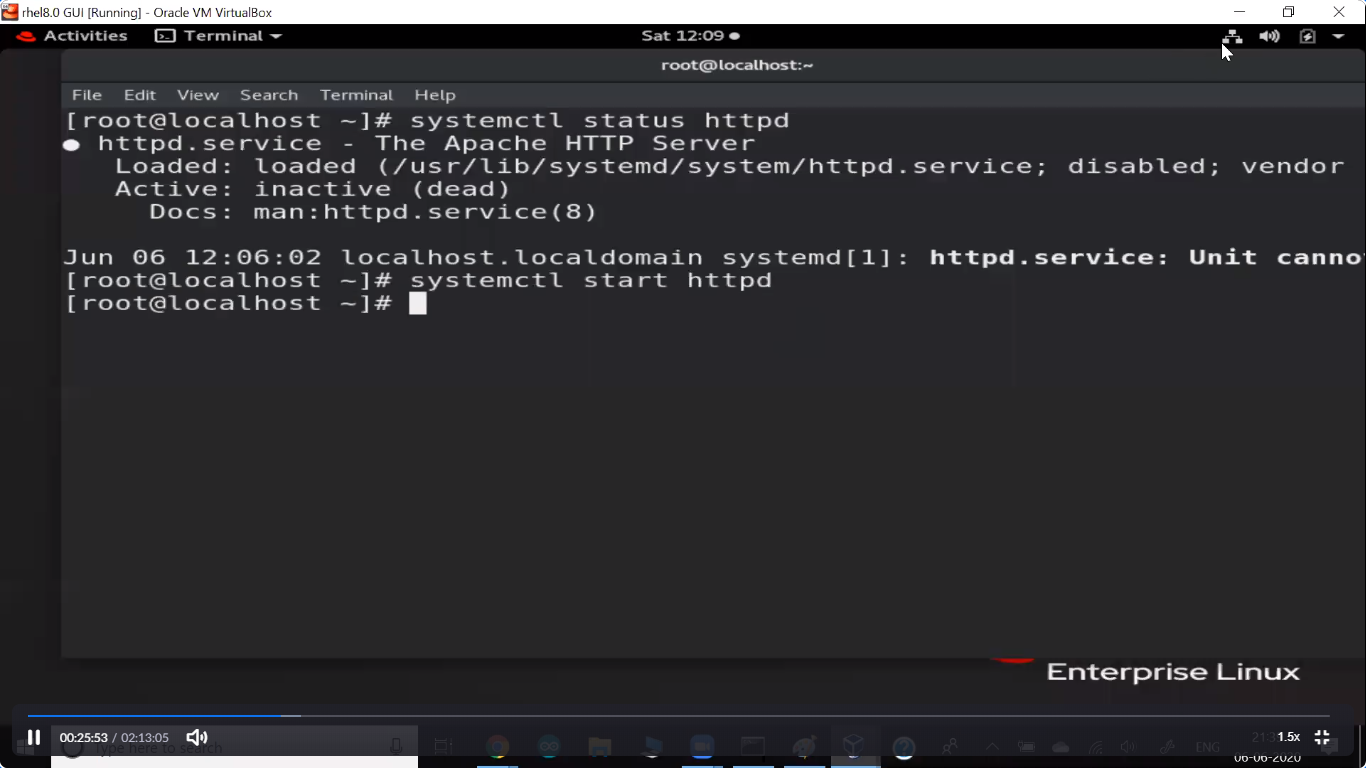 rhel8.0 GUI [Running] - Oracle VM VirtualBox
Activities Terminal Sat 12:09
root@localhost:~
File Edit View Search Terminal Help
[root@localhost ~]# systemctl status httpd
● httpd.service - The Apache HTTP Server
Loaded: loaded (/usr/lib/systemd/system/httpd.service; disabled; vendor
Active: inactive (dead)
Docs: man:httpd.service(8)
Jun 06 12:06:02 localhost.localdomain systemd[1]: httpd.service: Unit canno
[root@localhost ~]# systemctl start httpd
[root@localhost ~]#
Enterprise Linux
00:25:53 / 02:13:05 1.5x
Type here to search ENG
06-06-2020